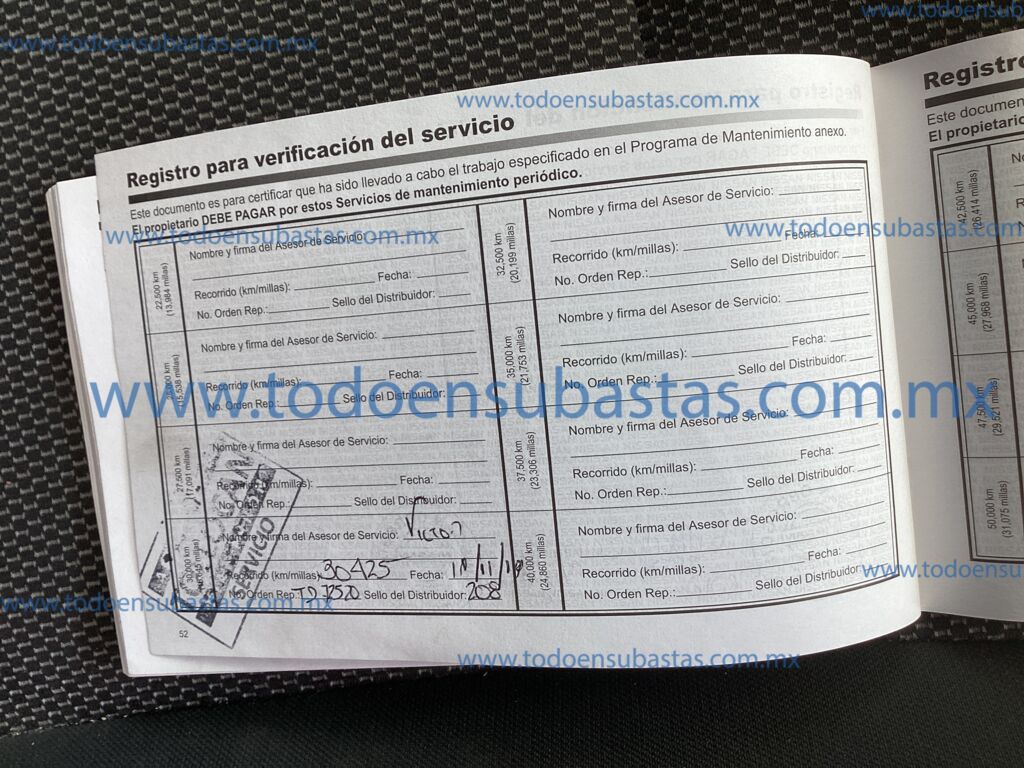 www.todoensubastas.com.mx
www.todoensubastas.com.mx
www.todoensubastas.com.mx
Registro para verificación del servicio
Este documento es para certificar que ha sido llevado a cabo el trabajo especificado en el Programa de Mantenimiento anexo.
El propietario DEBE PAGAR por estos Servicios de mantenimiento periódico.
www.todoensubastas.com.mx
www.todoensubastas.com.mx
22,500 km
(13,984 millas)
Nombre y firma del Asesor de Servicio:
Recorrido (km/millas): Fecha:
No. Orden Rep.: Sello del Distribuidor:
Nombre y firma del Asesor de Servicio:
Recorrido (km/millas): Fecha:
No. Orden Rep.: Sello del Distribuidor:
www.todoensubastas.com.mx
27,500 km
(17,091 millas)
Nombre y firma del Asesor de Servicio:
Recorrido (km/millas): Fecha:
No. Orden Rep.: Sello del Distribuidor:
30,000 km
Nombre y firma del Asesor de Servicio: Victor
Recorrido (km/millas): 30425 Fecha:
No. Orden Rep.: Sello del Distribuidor: 208
SERVICIO
52
32,500 km
(20,199 millas)
Nombre y firma del Asesor de Servicio:
Recorrido (km/millas): Fecha:
No. Orden Rep.: Sello del Distribuidor:
35,000 km
(21,753 millas)
Nombre y firma del Asesor de Servicio:
Recorrido (km/millas): Fecha:
No. Orden Rep.: Sello del Distribuidor:
37,500 km
(23,306 millas)
Nombre y firma del Asesor de Servicio:
Recorrido (km/millas): Fecha:
No. Orden Rep.: Sello del Distribuidor:
40,000 km
(24,860 millas)
Nombre y firma del Asesor de Servicio:
Recorrido (km/millas): Fecha:
No. Orden Rep.: Sello del Distribuidor:
Registro
Este documen
El propietario
42,500 km
(26,414 millas)
45,000 km
(27,968 millas)
47,500 km
(29,521 millas)
50,000 km
(31,075 millas)
www.todoensubastas.com.mx
www.todoensubas
www.todoensubastas.com.mx